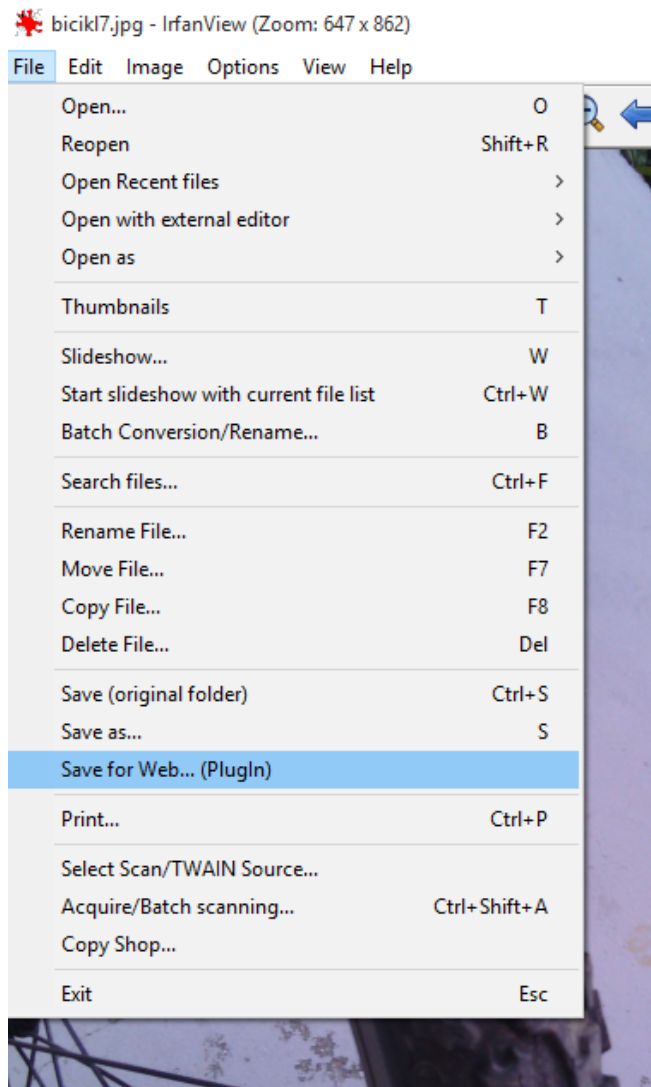 bicikl7.jpg - IrfanView (Zoom: 647 x 862)
File Edit Image Options View Help
Open... O
Reopen Shift+R
Open Recent files >
Open with external editor >
Open as >
Thumbnails T
Slideshow... W
Start slideshow with current file list Ctrl+W
Batch Conversion/Rename... B
Search files... Ctrl+F
Rename File... F2
Move File... F7
Copy File... F8
Delete File... Del
Save (original folder) Ctrl+S
Save as... S
Save for Web... (PlugIn)
Print... Ctrl+P
Select Scan/TWAIN Source...
Acquire/Batch scanning... Ctrl+Shift+A
Copy Shop...
Exit Esc